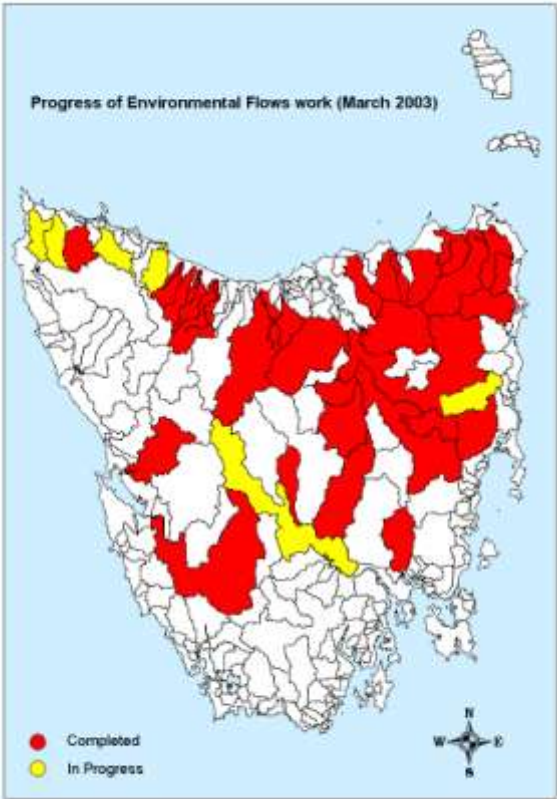 Progress of Environmental Flows work (March 2003)
Completed
In Progress
N
W E
S